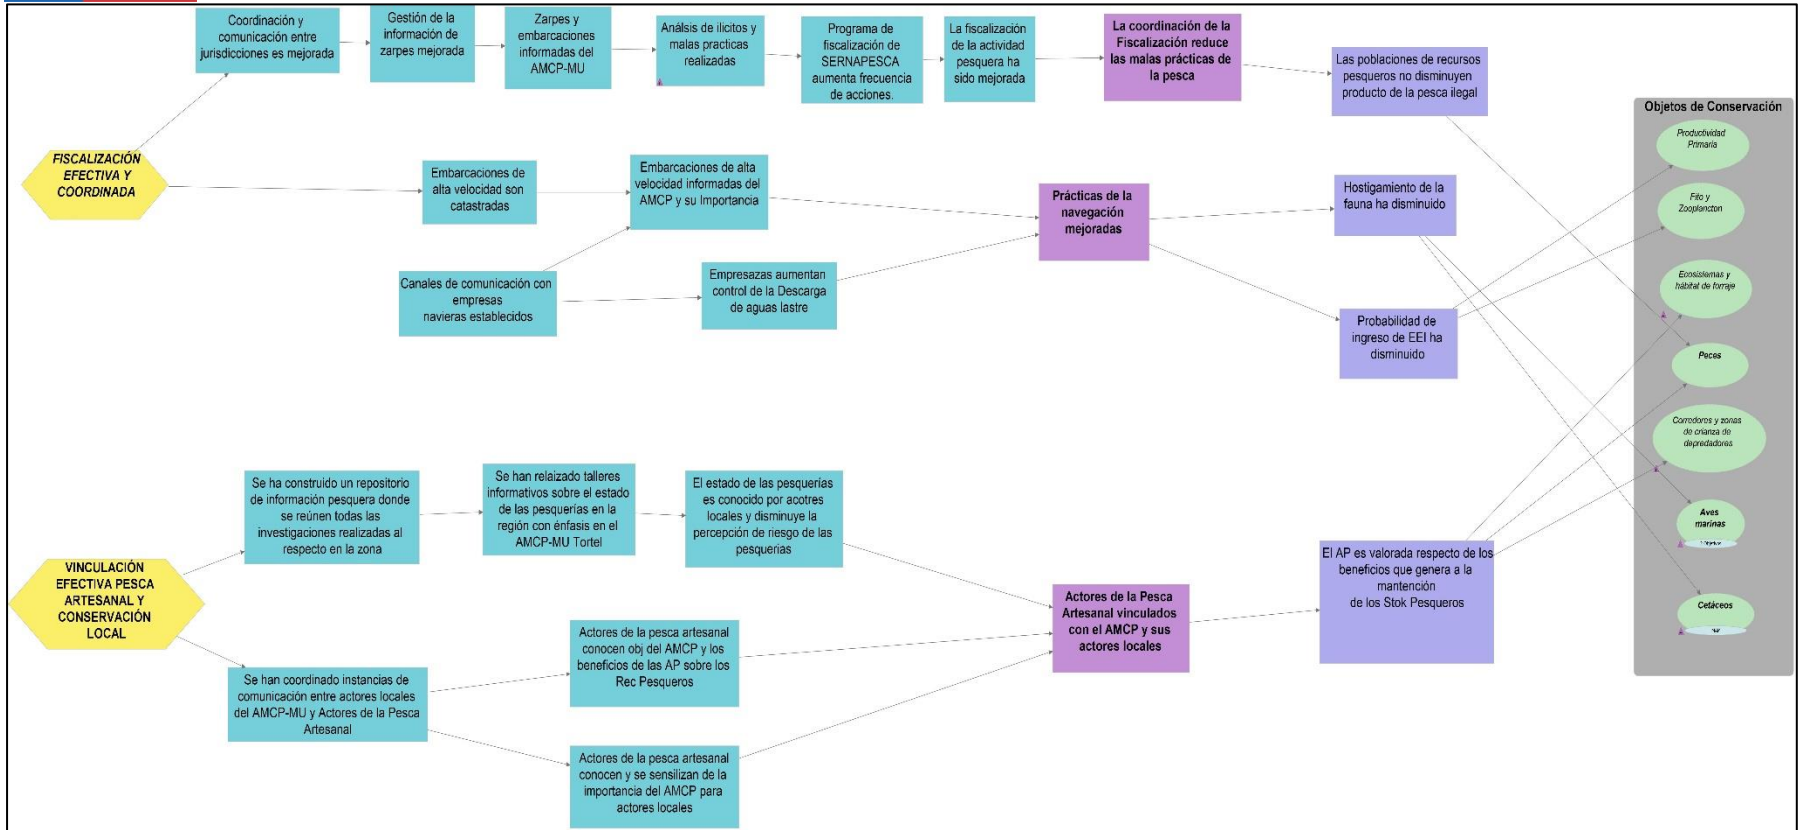 Coordinación y
comunicación entre
jurisdicciones es mejorada
Gestión de la
información de
zarpes mejorada
Zarpes y
embarcaciones
informadas del
AMCP-MU
Análsis de ilicitos y
malas practicas
realizadas
Programa de
fiscalización de
SERNAPESCA
aumenta frecuencia
de acciones.
La fiscalización
de la actividad
pesquera ha
sido mejorada
La coordinación de la
Fiscalización reduce
las malas prácticas de
la pesca
Las poblaciones de recursos
pesqueros no disminuyen
producto de la pesca ilegal
FISCALIZACIÓN
EFECTIVA Y
COORDINADA
Embarcaciones de
alta velocidad son
catastradas
Embarcaciones de alta
velocidad informadas del
AMCP y su Importancia
Canales de comunicación con
empresas
navieras establecidos
Empresazas aumentan
control de la Descarga
de aguas lastre
Prácticas de la
navegación
mejoradas
Hostigamiento de la
fauna ha disminuido
Probabilidad de
ingreso de EEI ha
disminuido
Objetos de Conservación
Productividad
Primaria
Fito y
Zooplancton
Ecosistemas y
hábitat de forraje
Peces
Corredores y zonas
de crianza de
depredadores
Aves
marinas
Cetáceos
VINCULACIÓN
EFECTIVA PESCA
ARTESANAL Y
CONSERVACIÓN
LOCAL
Se ha construido un repositorio
de información pesquera donde
se reúnen todas las
investigaciones realizadas al
respecto en la zona
Se han relaizado talleres
informativos sobre el estado
de las pesquerías en la
región con énfasis en el
AMCP-MU Tortel
El estado de las pesquerías
es conocido por acotres
locales y disminuye la
percepción de riesgo de las
pesquerias
Se han coordinado instancias de
comunicación entre actores locales
del AMCP-MU y Actores de la Pesca
Artesanal
Actores de la pesca artesanal
conocen obj del AMCP y los
beneficios de las AP sobre los
Rec Pesqueros
Actores de la pesca artesanal
conocen y se sensilizan de la
importancia del AMCP para
actores locales
Actores de la Pesca
Artesanal vinculados
con el AMCP y sus
actores locales
El AP es valorada respecto de los
beneficios que genera a la
mantención
de los Stok Pesqueros